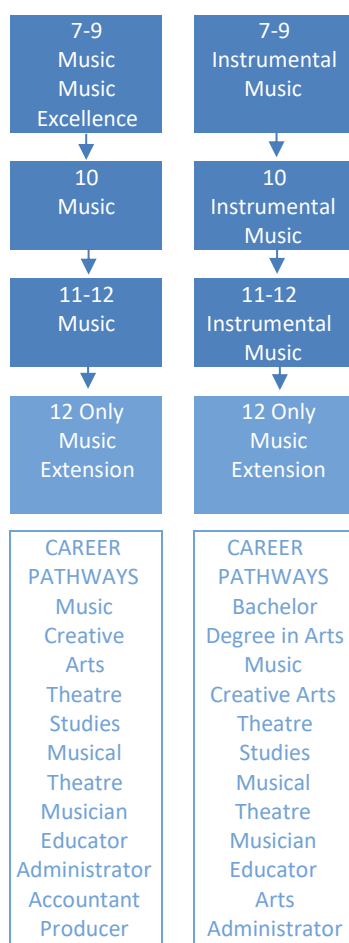 7-9
Music
Music
Excellence
10
Music
11-12
Music
12 Only
Music
Extension
CAREER
PATHWAYS
Music
Creative
Arts
Theatre
Studies
Musical
Theatre
Musician
Educator
Administrator
Accountant
Producer
7-9
Instrumental
Music
10
Instrumental
Music
11-12
Instrumental
Music
12 Only
Music
Extension
CAREER
PATHWAYS
Bachelor
Degree in Arts
Music
Creative Arts
Theatre
Studies
Musical
Theatre
Musician
Educator
Arts
Administrator